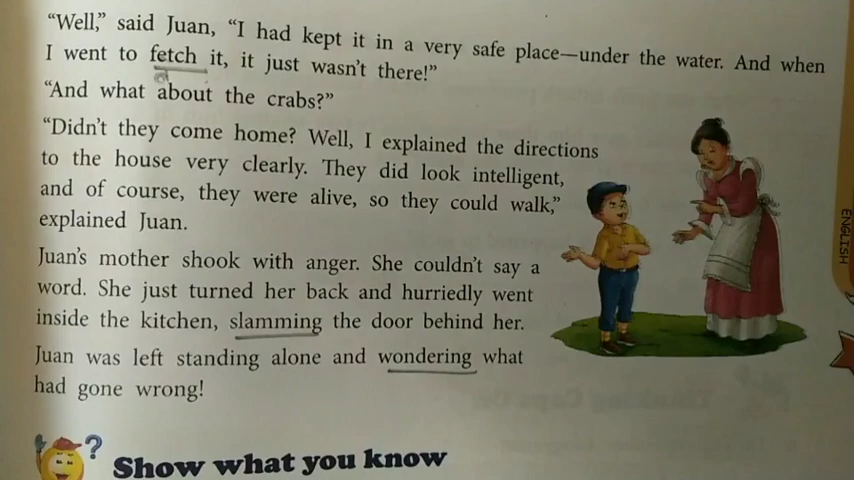 “Well,” said Juan, “I had kept it in a very safe place—under the water. And when
I went to fetch it, it just wasn’t there!”
“And what about the crabs?”
“Didn’t they come home? Well, I explained the directions
to the house very clearly. They did look intelligent,
and of course, they were alive, so they could walk,”
explained Juan.
Juan’s mother shook with anger. She couldn’t say a
word. She just turned her back and hurriedly went
inside the kitchen, slamming the door behind her.
Juan was left standing alone and wondering what
had gone wrong!
ENGLISH
?
Show what you know